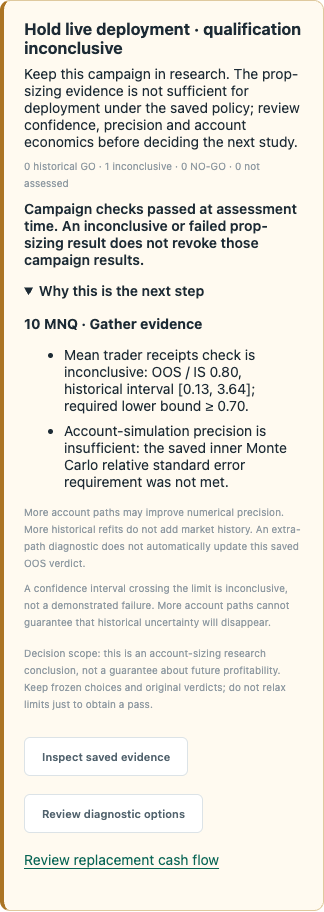 Hold live deployment · qualification
inconclusive
Keep this campaign in research. The prop-
sizing evidence is not sufficient for
deployment under the saved policy; review
confidence, precision and account
economics before deciding the next study.
0 historical GO · 1 inconclusive · 0 NO-GO · 0 not
assessed
Campaign checks passed at assessment
time. An inconclusive or failed prop-
sizing result does not revoke those
campaign results.
▼ Why this is the next step
10 MNQ · Gather evidence
• Mean trader receipts check is
inconclusive: OOS / IS 0.80,
historical interval [0.13, 3.64];
required lower bound ≥ 0.70.
• Account-simulation precision is
insufficient: the saved inner Monte
Carlo relative standard error
requirement was not met.
More account paths may improve numerical precision.
More historical refits do not add market history. An extra-
path diagnostic does not automatically update this saved
OOS verdict.
A confidence interval crossing the limit is inconclusive,
not a demonstrated failure. More account paths cannot
guarantee that historical uncertainty will disappear.
Decision scope: this is an account-sizing research
conclusion, not a guarantee about future profitability.
Keep frozen choices and original verdicts; do not relax
limits just to obtain a pass.
Inspect saved evidence
Review diagnostic options
Review replacement cash flow